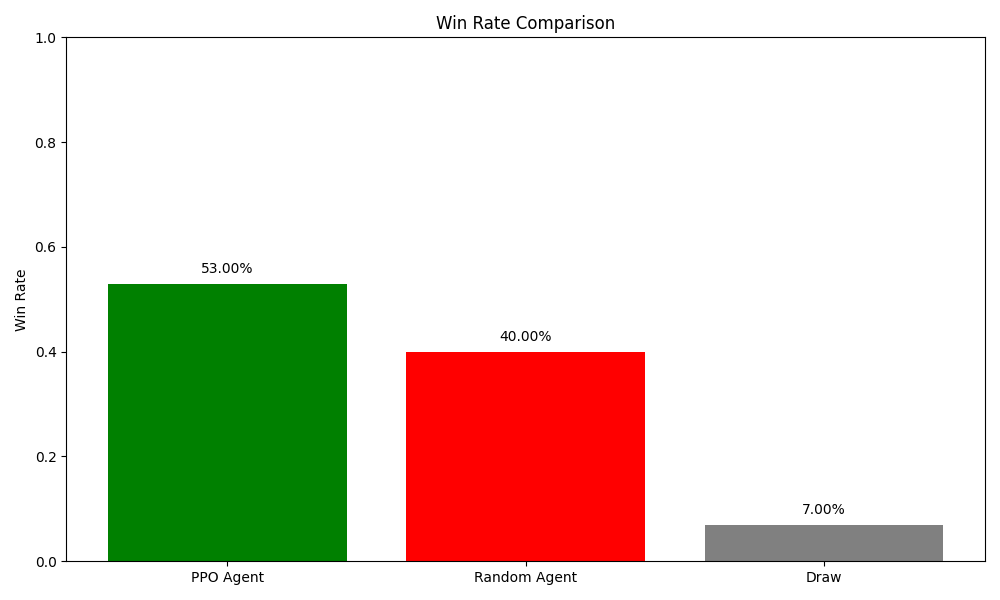 Win Rate Comparison
Win Rate
1.0
0.8
0.6
0.4
0.2
0.0
53.00%
40.00%
7.00%
PPO Agent
Random Agent
Draw